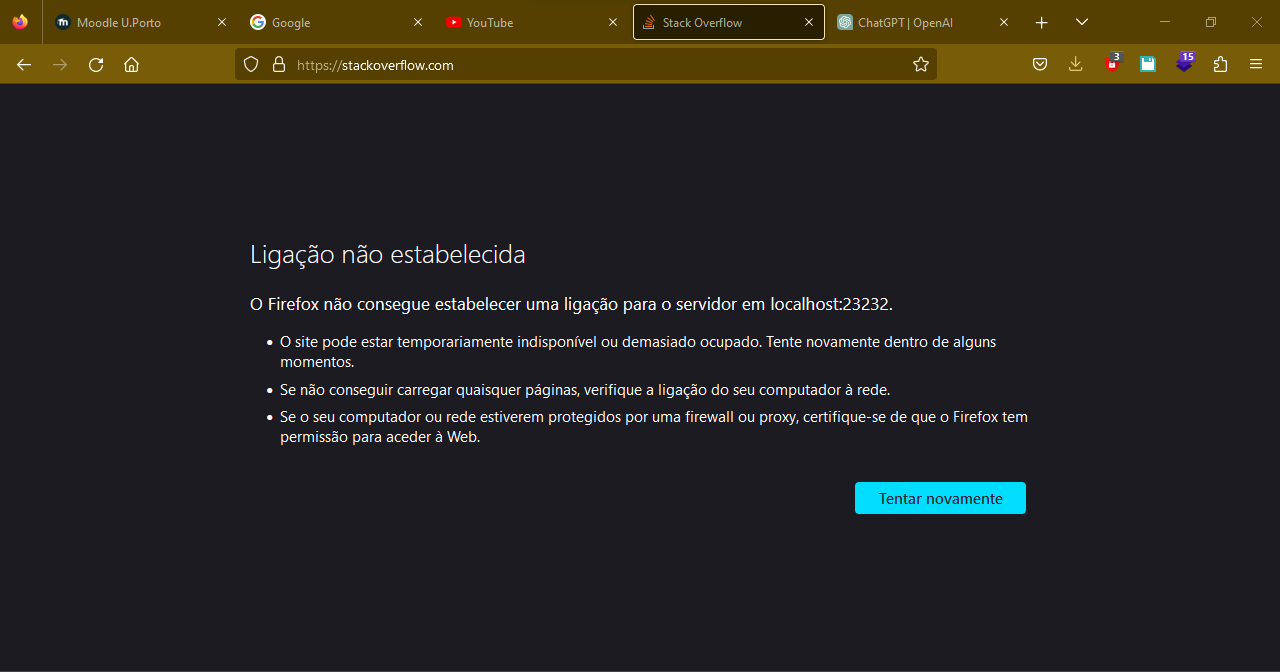 Moodle U.Porto
Google
YouTube
Stack Overflow
ChatGPT | OpenAI
https://stackoverflow.com
3
15
Ligação não estabelecida
O Firefox não consegue estabelecer uma ligação para o servidor em localhost:23232.
O site pode estar temporariamente indisponível ou demasiado ocupado. Tente novamente dentro de alguns
momentos.
Se não conseguir carregar quaisquer páginas, verifique a ligação do seu computador à rede.
Se o seu computador ou rede estiverem protegidos por uma firewall ou proxy, certifique-se de que o Firefox tem
permissão para aceder à Web.
Tentar novamente